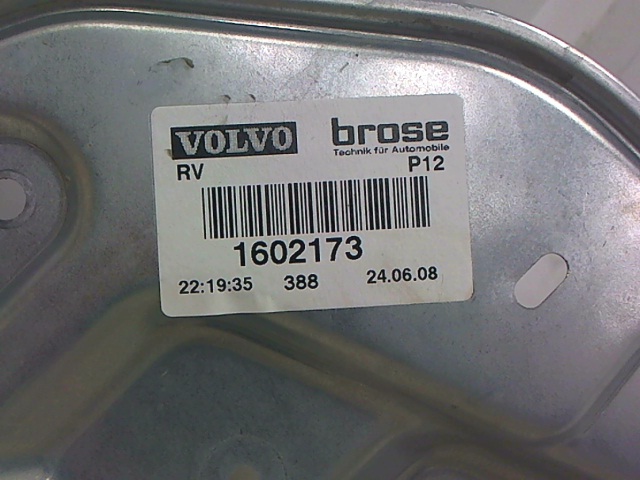 VOLVO brose
Technik für Automobile
RV P12
1602173
22:19:35 388 24.06.08